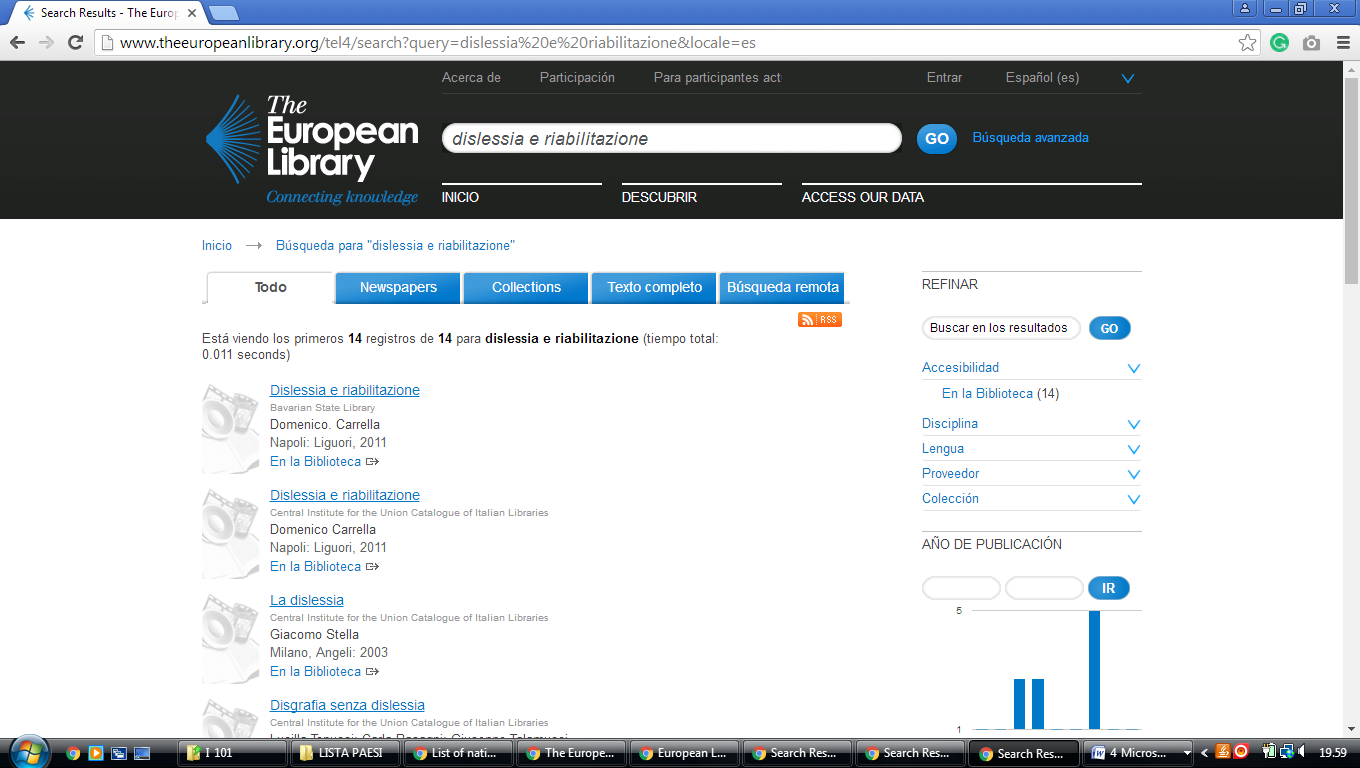 Search Results - The Europ
www.theeuropeanlibrary.org/tel4/search?query=dislessia%20e%20riabilitazione&locale=es
Acerca de Participación Para participantes act Entrar Español (es)
The
European
Library
Connecting knowledge
dislessia e riabilitazione GO Búsqueda avanzada
INICIO DESCUBRIR ACCESS OUR DATA
Inicio → Búsqueda para "dislessia e riabilitazione"
Todo Newspapers Collections Texto completo Búsqueda remota
RSS
Está viendo los primeros 14 registros de 14 para dislessia e riabilitazione (tiempo total:
0.011 seconds)
Dislessia e riabilitazione
Bavarian State Library
Domenico. Carrella
Napoli: Liguori, 2011
En la Biblioteca
Dislessia e riabilitazione
Central Institute for the Union Catalogue of Italian Libraries
Domenico Carrella
Napoli: Liguori, 2011
En la Biblioteca
La dislessia
Central Institute for the Union Catalogue of Italian Libraries
Giacomo Stella
Milano, Angeli: 2003
En la Biblioteca
Disgrafia senza dislessia
Central Institute for the Union Catalogue of Italian Libraries
REFINAR
Buscar en los resultados GO
Accesibilidad
En la Biblioteca (14)
Disciplina
Lengua
Proveedor
Colección
AÑO DE PUBLICACIÓN
IR
5
1
I 101 LISTA PAESI List of nati... The Europe... European L... Search Res... Search Res... Search Res... 4 Micros... 19.59